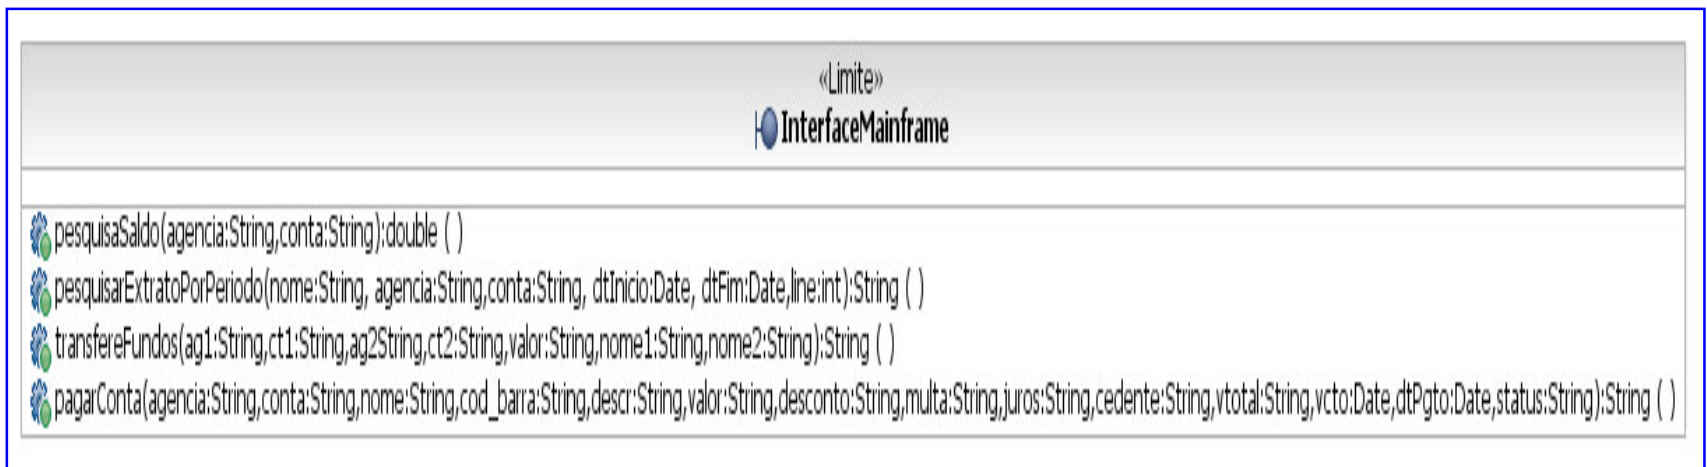 «Limite»
InterfaceMainframe
pesquisaSaldo(agencia:String,conta:String):double ( )
pesquisarExtratoPorPeriodo(nome:String, agencia:String,conta:String, dtInicio:Date, dtFim:Date,line:int):String ( )
transfereFundos(ag1:String,ct1:String,ag2String,ct2:String,valor:String,nome1:String,nome2:String):String ( )
pagarConta(agencia:String,conta:String,nome:String,cod_barra:String,descr:String,valor:String,desconto:String,multa:String,juros:String,cedente:String,vtotal:String,vcto:Date,dtPgto:Date,status:String):String ( )